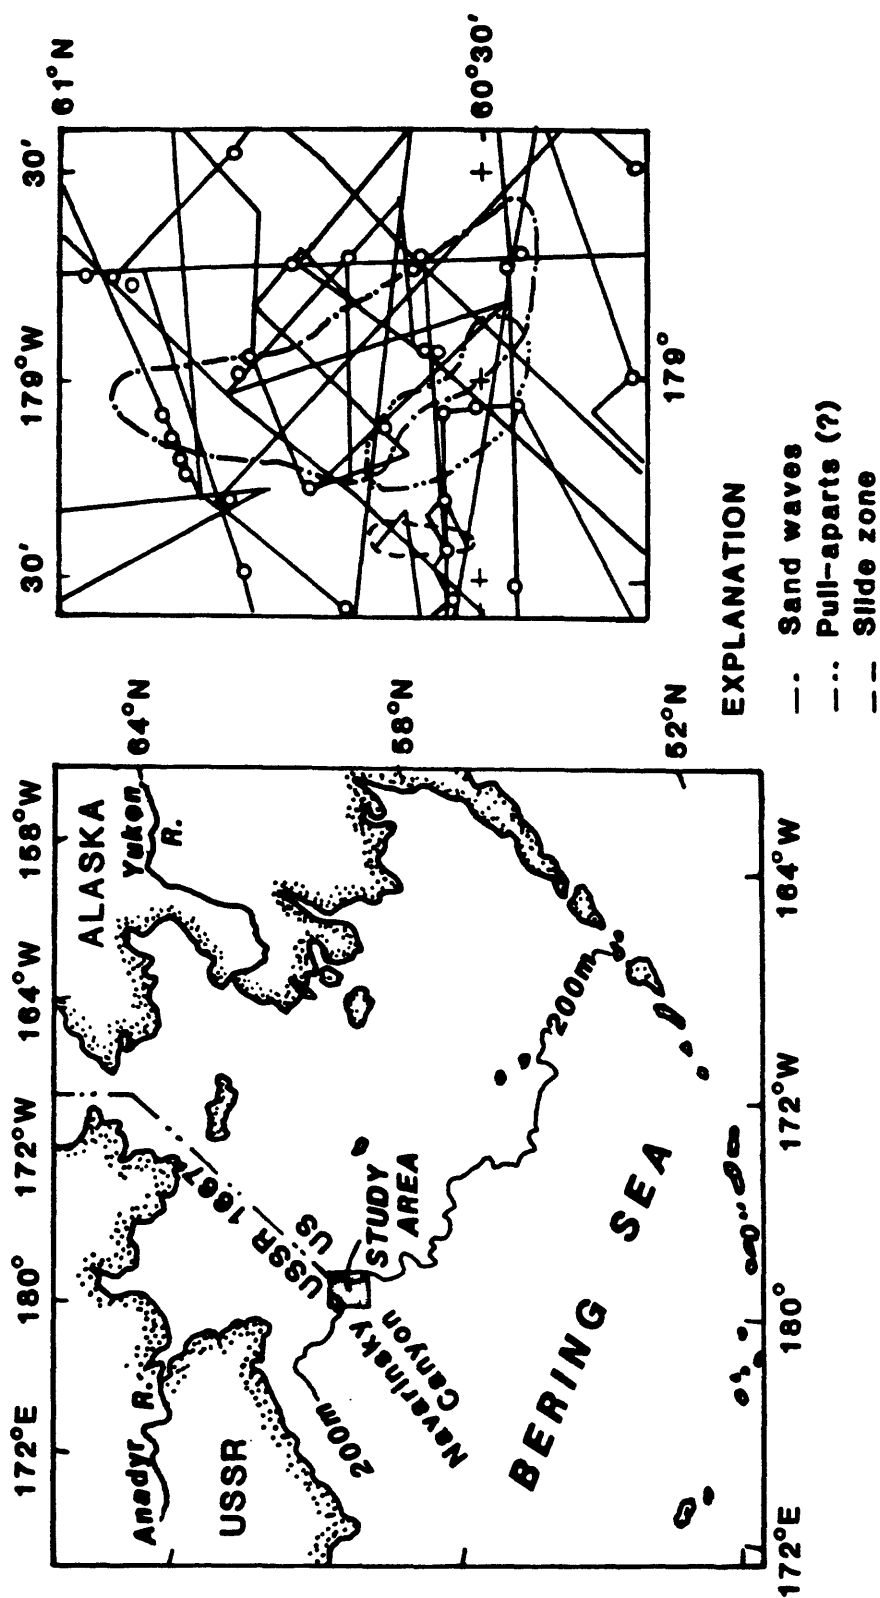 172°E
180°
172°W
164°W
158°W
Anadyr R.
USSR
ALASKA
Yukon
R.
64°N
58°N
52°N
USSR 1867
US
STUDY
AREA
200m
Navarinsky
Canyon
200m
BERING SEA
172°E
180°
172°W
164°W
30'
179°W
30'
61°N
60°30'
179°
EXPLANATION
—· Sand waves
—·· Pull-aparts (?)
—— Slide zone